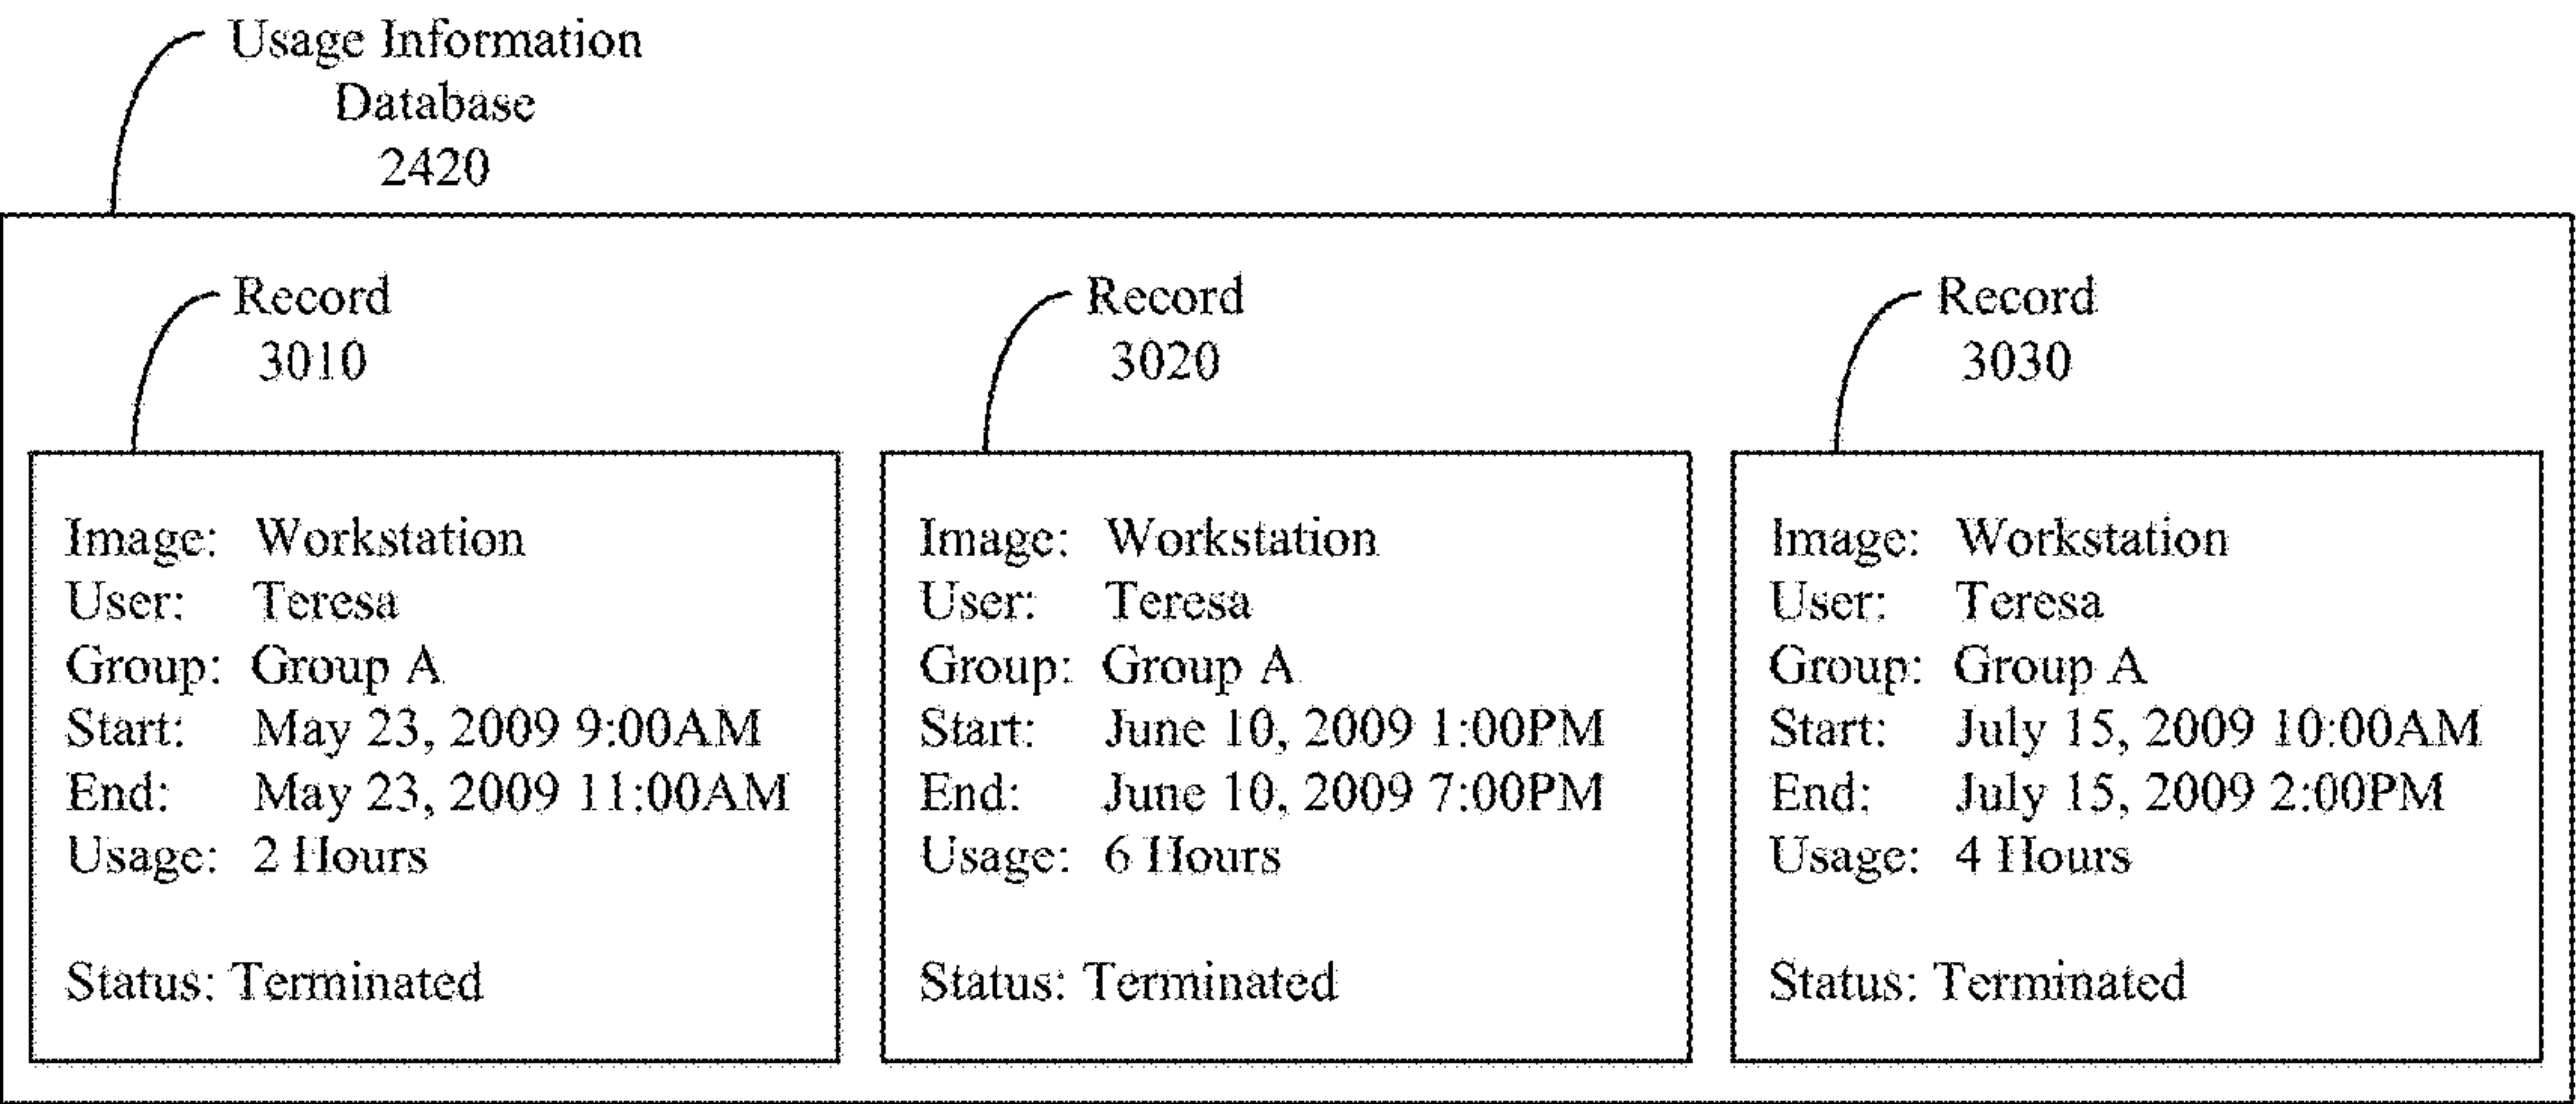 Usage Information
Database
2420
Record
3010
Image: Workstation
User: Teresa
Group: Group A
Start: May 23, 2009 9:00AM
End: May 23, 2009 11:00AM
Usage: 2 Hours
Status: Terminated
Record
3020
Image: Workstation
User: Teresa
Group: Group A
Start: June 10, 2009 1:00PM
End: June 10, 2009 7:00PM
Usage: 6 Hours
Status: Terminated
Record
3030
Image: Workstation
User: Teresa
Group: Group A
Start: July 15, 2009 10:00AM
End: July 15, 2009 2:00PM
Usage: 4 Hours
Status: Terminated